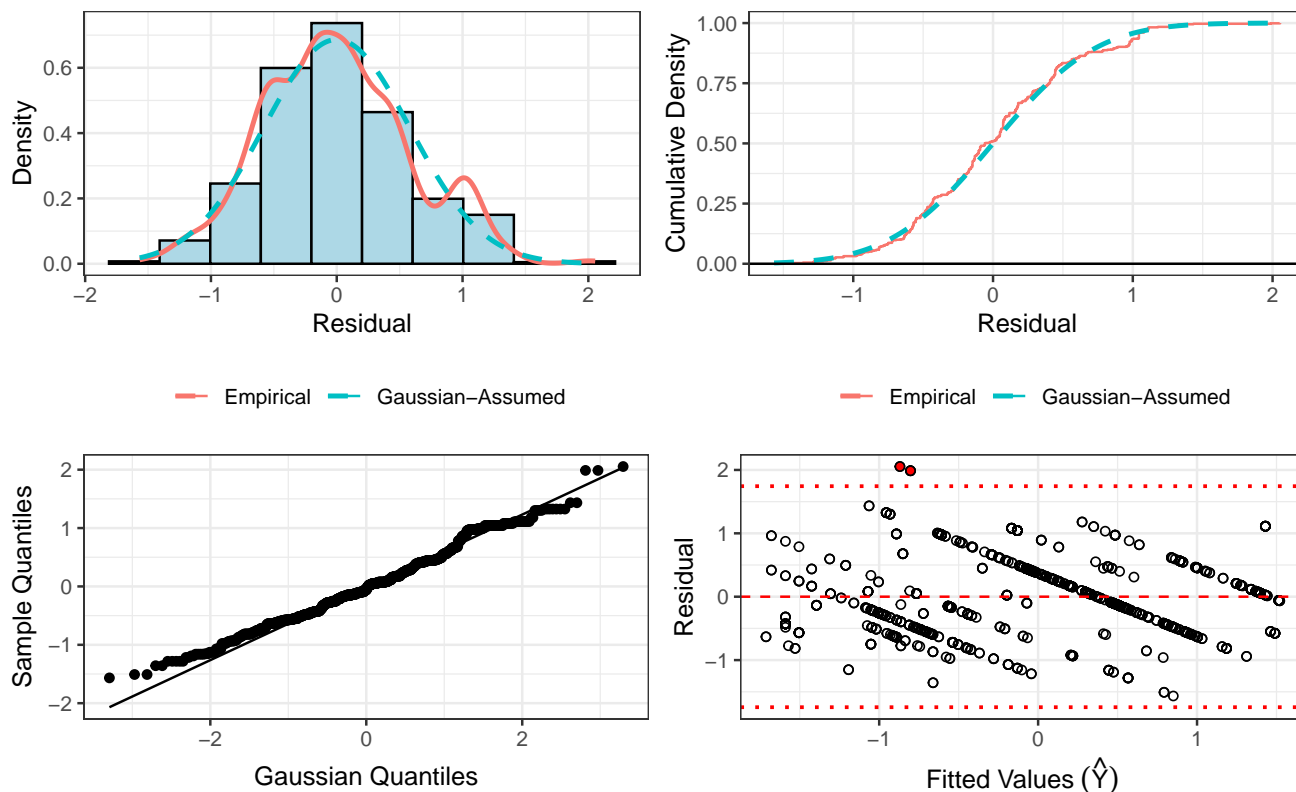 Density
0.6
0.4
0.2
0.0
−2
−1
0
1
2
Residual
Empirical
Gaussian−Assumed
Cumulative Density
1.00
0.75
0.50
0.25
0.00
−1
0
1
2
Residual
Empirical
Gaussian−Assumed
Sample Quantiles
2
1
0
−1
−2
−2
0
2
Gaussian Quantiles
Residual
2
1
0
−1
−1
0
1
Fitted Values (Ŷ)